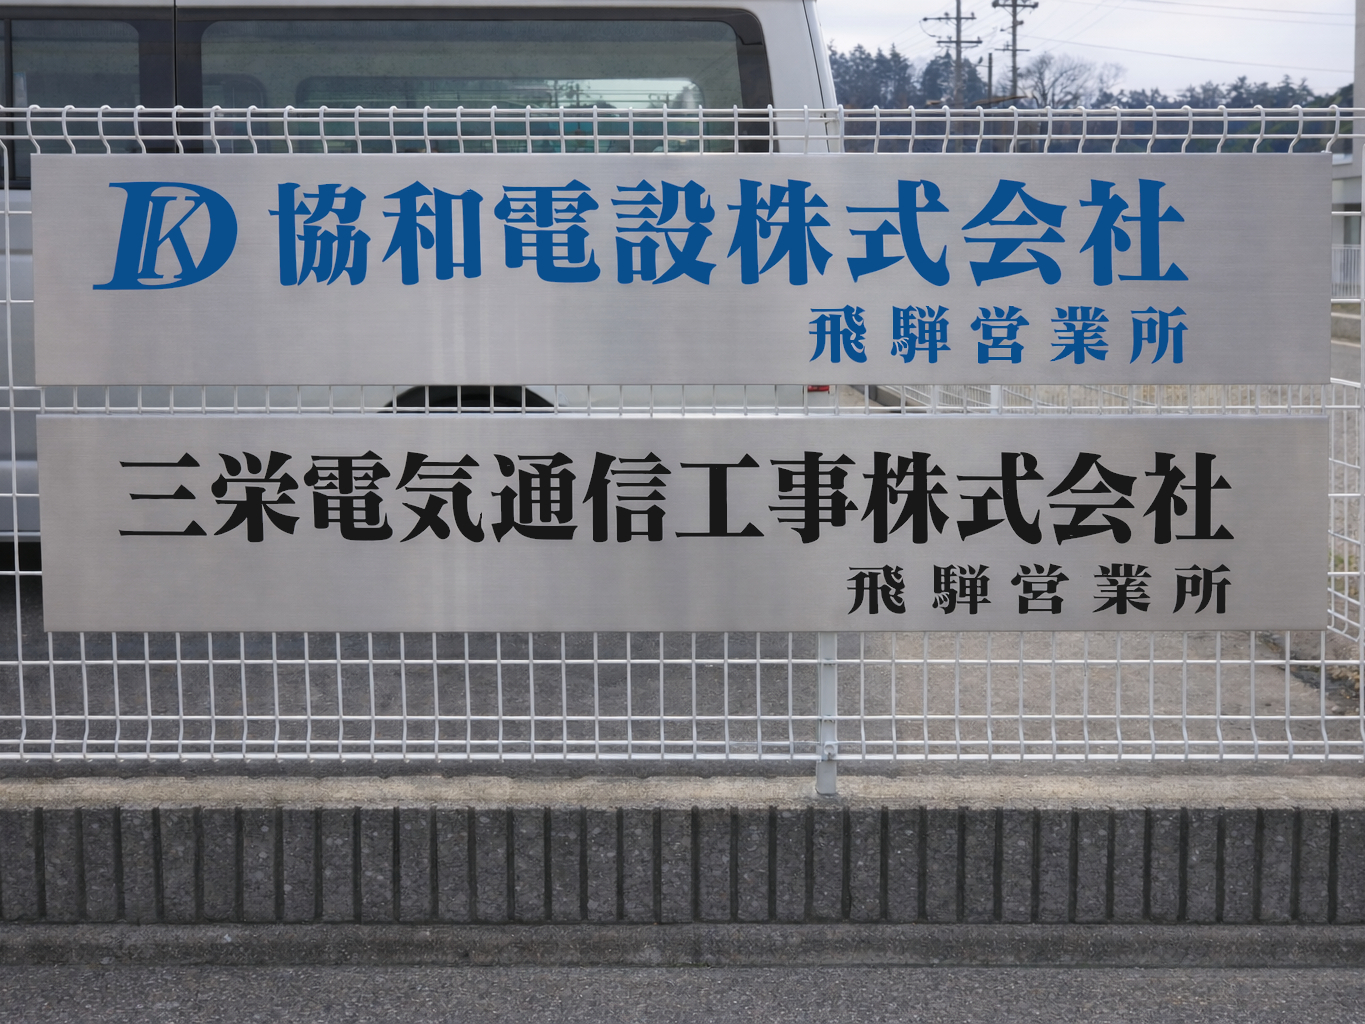 DK 協和電設株式会社
飛騨営業所
三栄電気通信工事株式会社
飛騨営業所